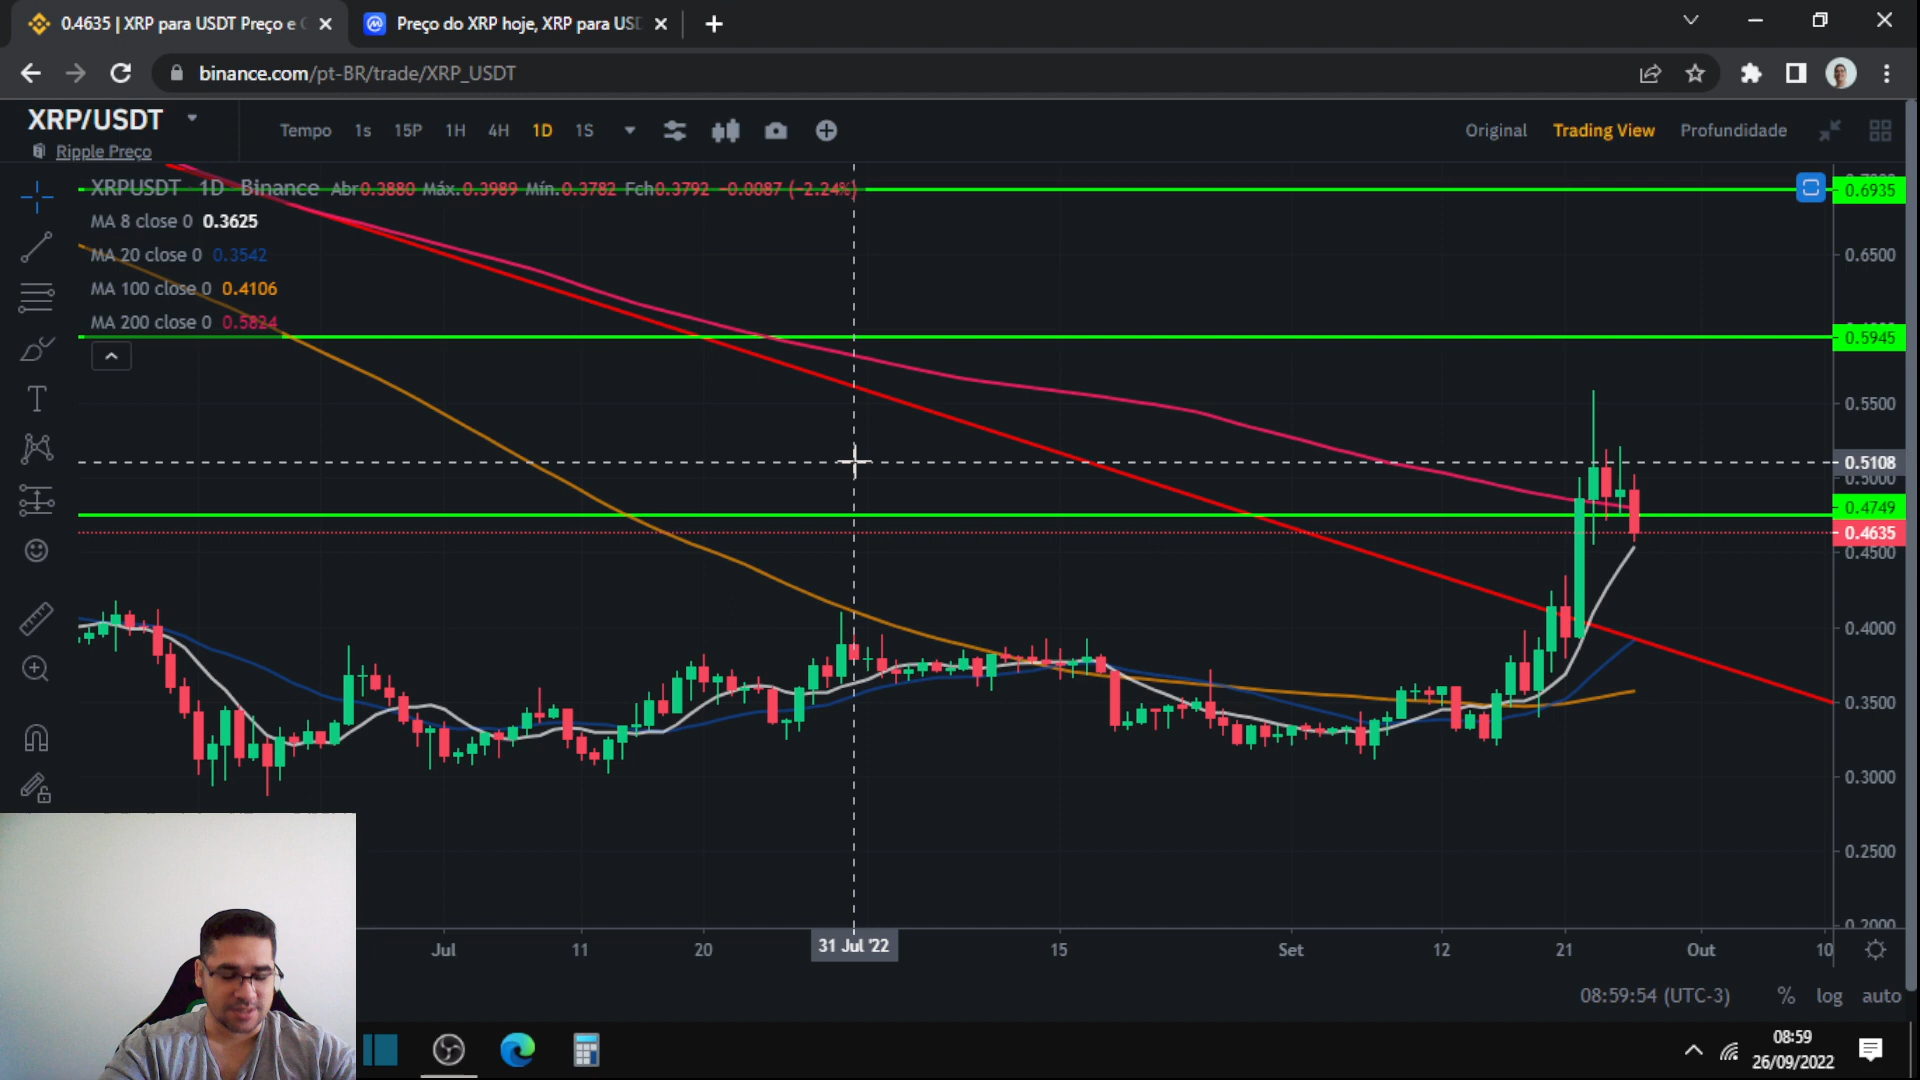 0.4635 | XRP para USDT Preço e
Preço do XRP hoje, XRP para USD
binance.com/pt-BR/trade/XRP_USDT
XRP/USDT
Ripple Preço
Tempo 1s 15P 1H 4H 1D 1S
Original Trading View Profundidade
XRPUSDT 1D Binance Abr0.3880 Máx.0.3989 Mín.0.3782 Fch0.3792 −0.0087 (−2.24%)
MA 8 close 0 0.3625
MA 20 close 0 0.3542
MA 100 close 0 0.4106
MA 200 close 0 0.5824
0.6935
0.6500
0.5945
0.5500
0.5108
0.5000
0.4749
0.4635
0.4500
0.4000
0.3500
0.3000
0.2500
0.2000
Jul 11 20 31 Jul '22 15 Set 12 21 Out 10
08:59:54 (UTC-3) % log auto
08:59
26/09/2022